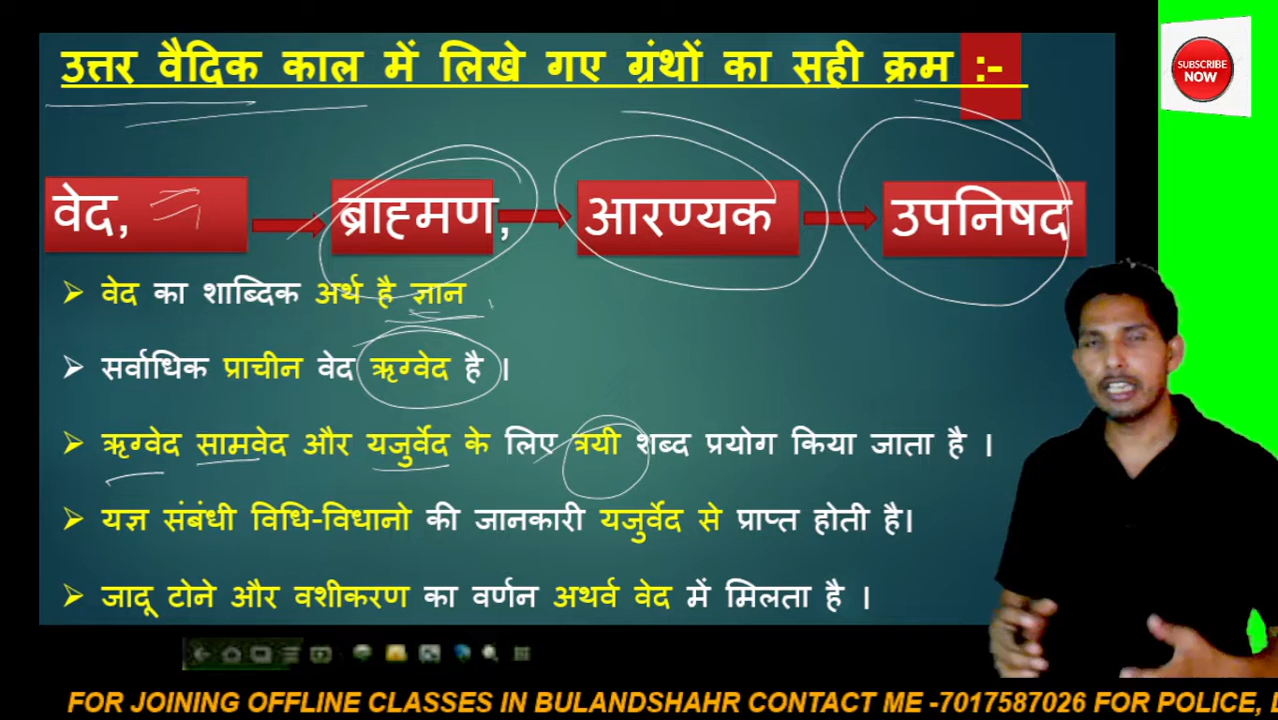 उत्तर वैदिक काल में लिखे गए ग्रंथों का सही क्रम :-
SUBSCRIBE
NOW
वेद, ब्राह्मण, आरण्यक उपनिषद
वेद का शाब्दिक अर्थ है ज्ञान
सर्वाधिक प्राचीन वेद ऋग्वेद है ।
ऋग्वेद सामवेद और यजुर्वेद के लिए त्रयी शब्द प्रयोग किया जाता है ।
यज्ञ संबंधी विधि-विधानो की जानकारी यजुर्वेद से प्राप्त होती है।
जादू टोने और वशीकरण का वर्णन अथर्व वेद में मिलता है ।
FOR JOINING OFFLINE CLASSES IN BULANDSHAHR CONTACT ME -7017587026 FOR POLICE,